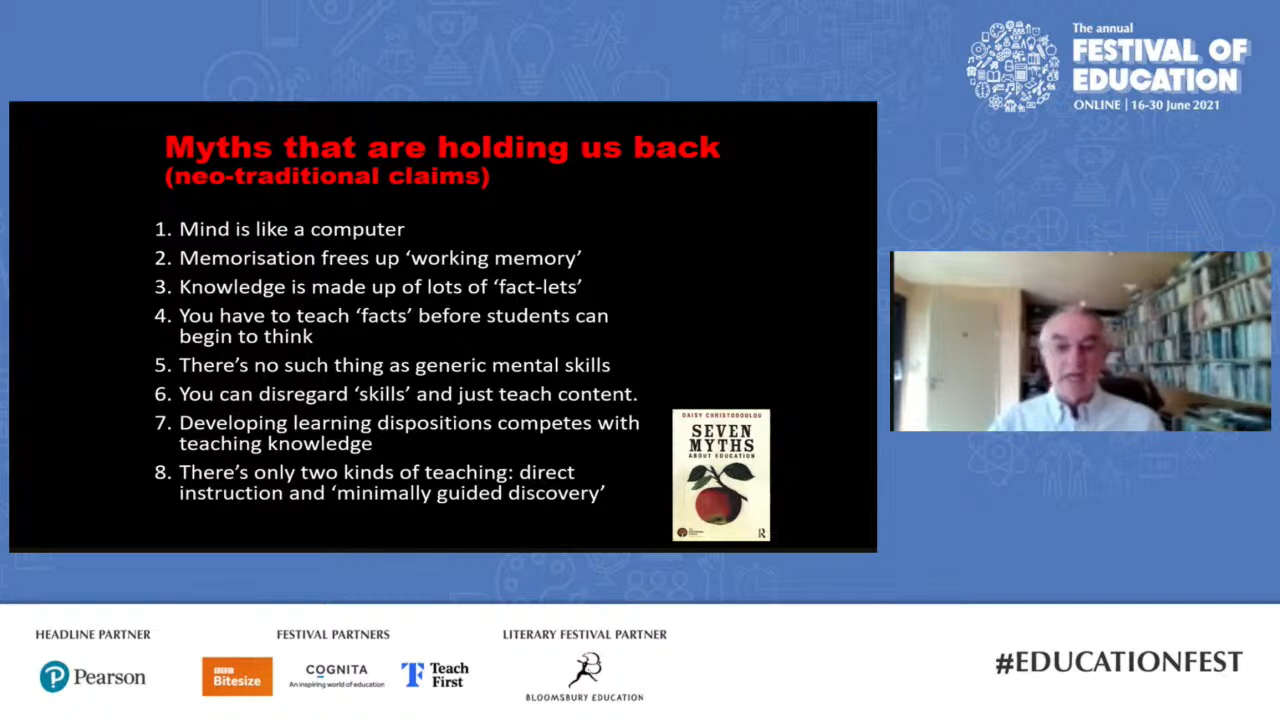 The annual
FESTIVAL OF
EDUCATION
ONLINE | 16-30 June 2021
Myths that are holding us back
(neo-traditional claims)
1. Mind is like a computer
2. Memorisation frees up ‘working memory’
3. Knowledge is made up of lots of ‘fact-lets’
4. You have to teach ‘facts’ before students can
begin to think
5. There’s no such thing as generic mental skills
6. You can disregard ‘skills’ and just teach content.
7. Developing learning dispositions competes with
teaching knowledge
8. There’s only two kinds of teaching: direct
instruction and ‘minimally guided discovery’
DAISY CHRISTODOULOU
SEVEN
MYTHS
ABOUT EDUCATION
R
HEADLINE PARTNER
FESTIVAL PARTNERS
LITERARY FESTIVAL PARTNER
Pearson
BBC
Bitesize
COGNITA
An inspiring world of education
Teach
First
BLOOMSBURY EDUCATION
#EDUCATIONFEST